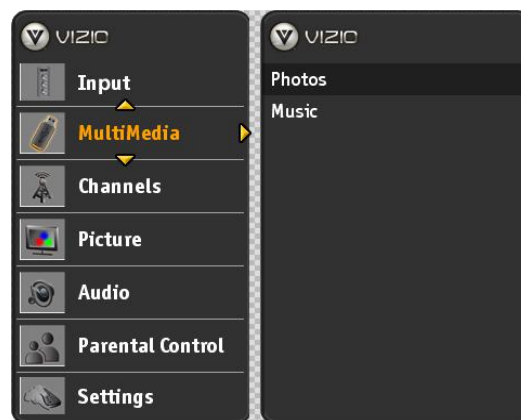 VIZIO
Input
MultiMedia
Channels
Picture
Audio
Parental Control
Settings
VIZIO
Photos
Music